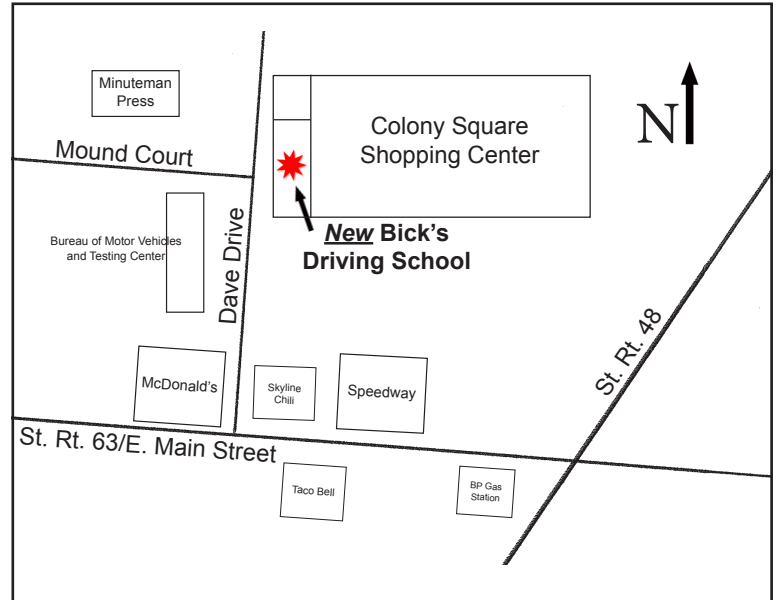 Minuteman
Press
Colony Square
Shopping Center
N
Mound Court
New Bick's
Driving School
Bureau of Motor Vehicles
and Testing Center
Dave Drive
St. Rt. 48
McDonald's
Skyline
Chili
Speedway
St. Rt. 63/E. Main Street
Taco Bell
BP Gas
Station